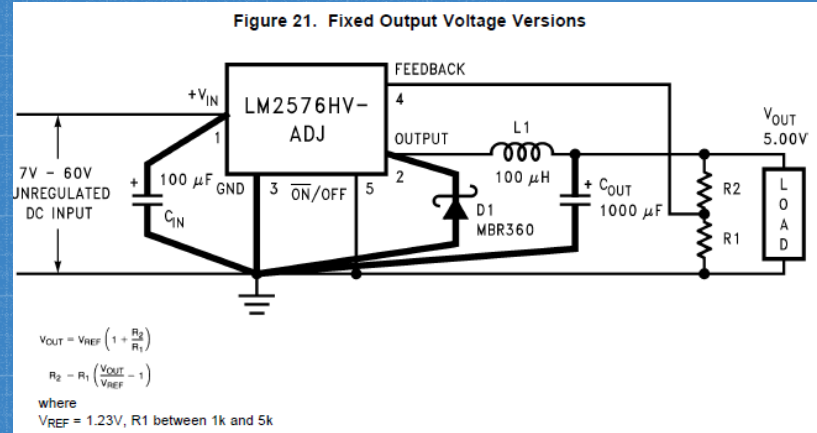 Figure 21. Fixed Output Voltage Versions
FEEDBACK
+VIN
4
LM2576HV-
ADJ
1
OUTPUT
L1
VOUT
5.00V
7V - 60V
UNREGULATED
DC INPUT
+
100 µF
CIN
GND
3
ON/OFF
5
2
100 µH
D1
MBR360
+
COUT
1000 µF
R2
R1
LOAD
VOUT = VREF (1 + R2/R1)
R2 - R1 (VOUT/VREF - 1)
where
VREF = 1.23V, R1 between 1k and 5k